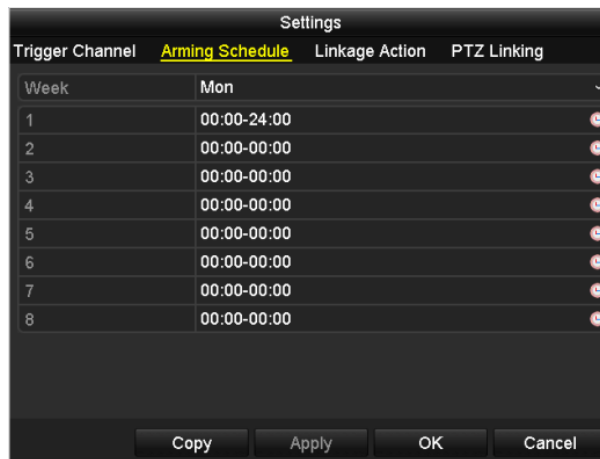 Settings
Trigger Channel Arming Schedule Linkage Action PTZ Linking
Week Mon
1 00:00-24:00
2 00:00-00:00
3 00:00-00:00
4 00:00-00:00
5 00:00-00:00
6 00:00-00:00
7 00:00-00:00
8 00:00-00:00
Copy Apply OK Cancel